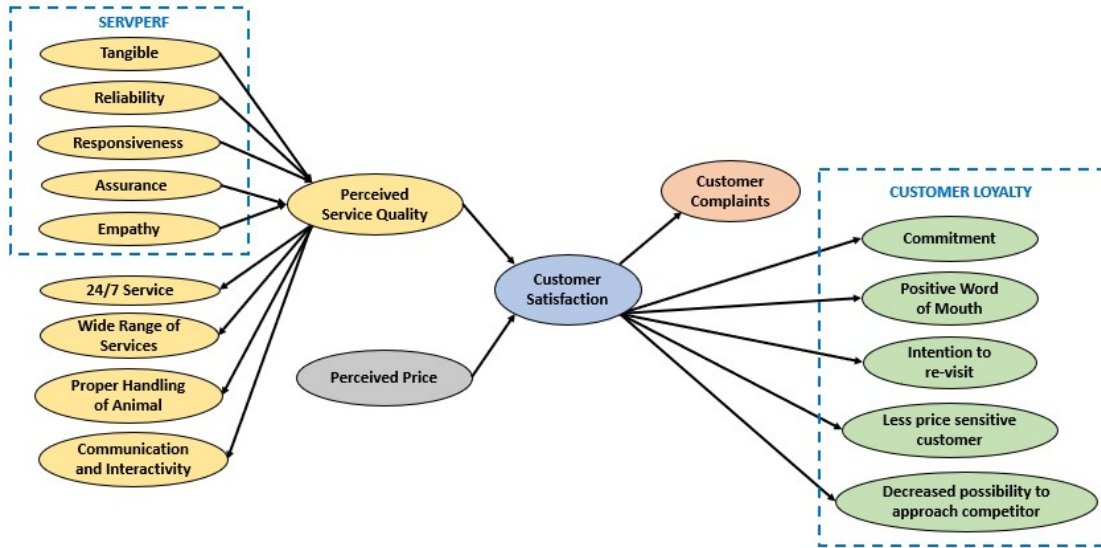 SERVPERF
Tangible
Reliability
Responsiveness
Assurance
Empathy
24/7 Service
Wide Range of
Services
Proper Handling
of Animal
Communication
and Interactivity
Perceived
Service Quality
Perceived Price
Customer
Satisfaction
Customer
Complaints
CUSTOMER LOYALTY
Commitment
Positive Word
of Mouth
Intention to
re-visit
Less price sensitive
customer
Decreased possibility to
approach competitor